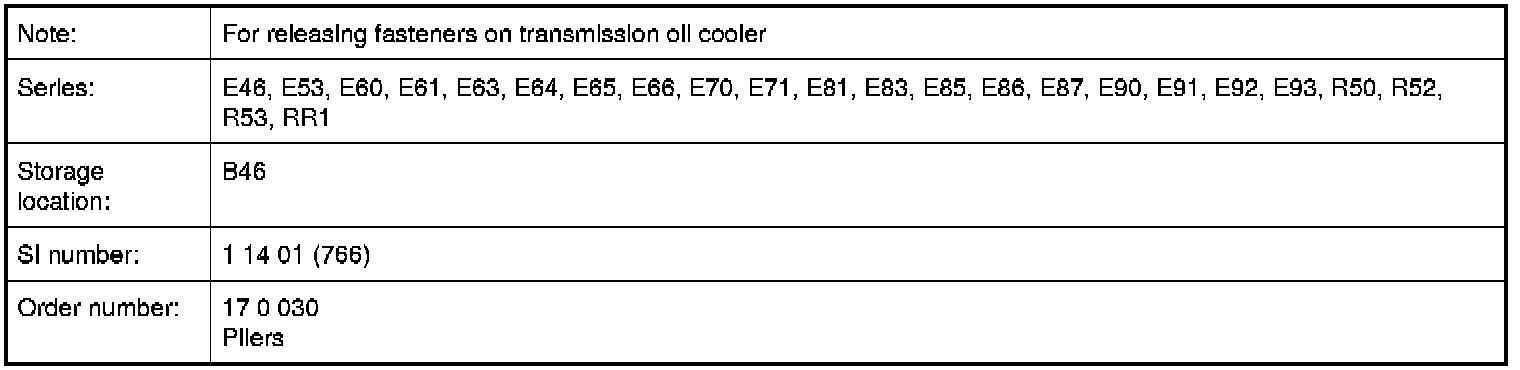 Note: For releasing fasteners on transmission oil cooler
Series: E46, E53, E60, E61, E63, E64, E65, E66, E70, E71, E81, E83, E85, E86, E87, E90, E91, E92, E93, R50, R52,
R53, RR1
Storage B46
location:
SI number: 1 14 01 (766)
Order number: 17 0 030
Pliers